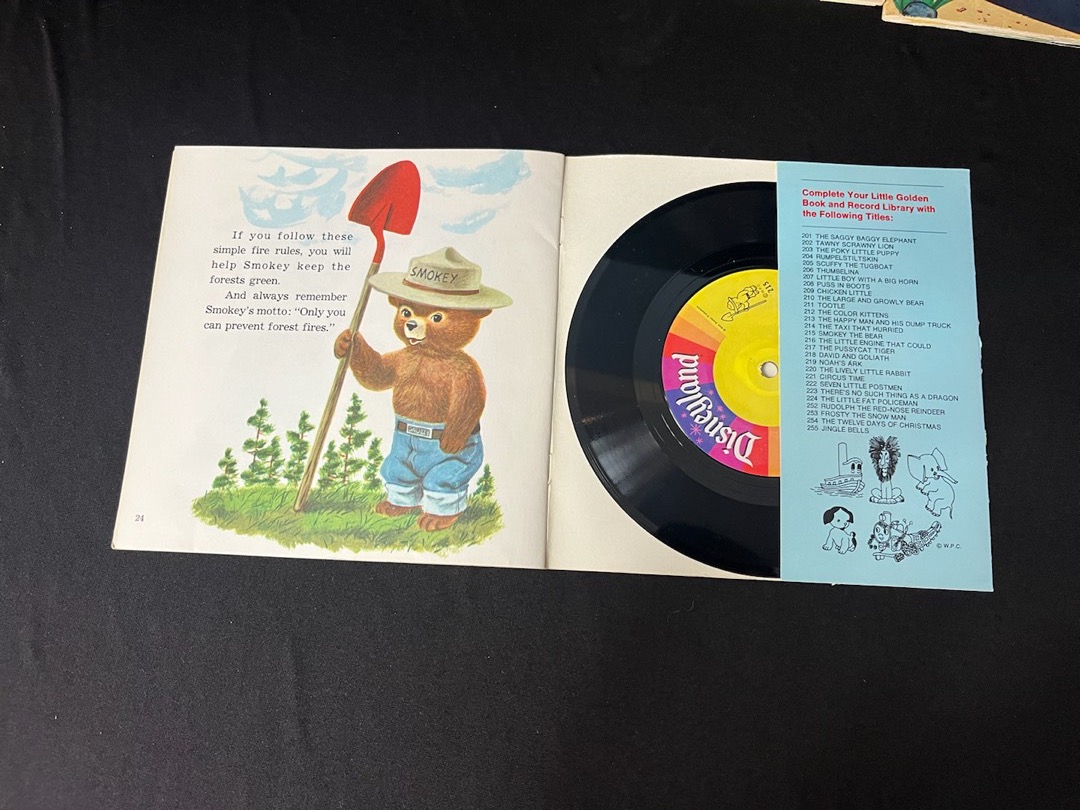 If you follow these
simple fire rules, you will
help Smokey keep the
forests green.
And always remember
Smokey's motto: "Only you
can prevent forest fires."
SMOKEY
SMOKEY
24
215
Disneyland
Complete Your Little Golden
Book and Record Library with
the Following Titles:
201 THE SAGGY BAGGY ELEPHANT
202 TAWNY SCRAWNY LION
203 THE POKY LITTLE PUPPY
204 RUMPELSTILTSKIN
205 SCUFFY THE TUGBOAT
206 THUMBELINA
207 LITTLE BOY WITH A BIG HORN
208 PUSS IN BOOTS
209 CHICKEN LITTLE
210 THE LARGE AND GROWLY BEAR
211 TOOTLE
212 THE COLOR KITTENS
213 THE HAPPY MAN AND HIS DUMP TRUCK
214 THE TAXI THAT HURRIED
215 SMOKEY THE BEAR
216 THE LITTLE ENGINE THAT COULD
217 THE PUSSYCAT TIGER
218 DAVID AND GOLIATH
219 NOAH'S ARK
220 THE LIVELY LITTLE RABBIT
221 CIRCUS TIME
222 SEVEN LITTLE POSTMEN
223 THERE'S NO SUCH THING AS A DRAGON
224 THE LITTLE FAT POLICEMAN
252 RUDOLPH THE RED-NOSE REINDEER
253 FROSTY THE SNOW MAN
254 THE TWELVE DAYS OF CHRISTMAS
255 JINGLE BELLS
© W.P.C.